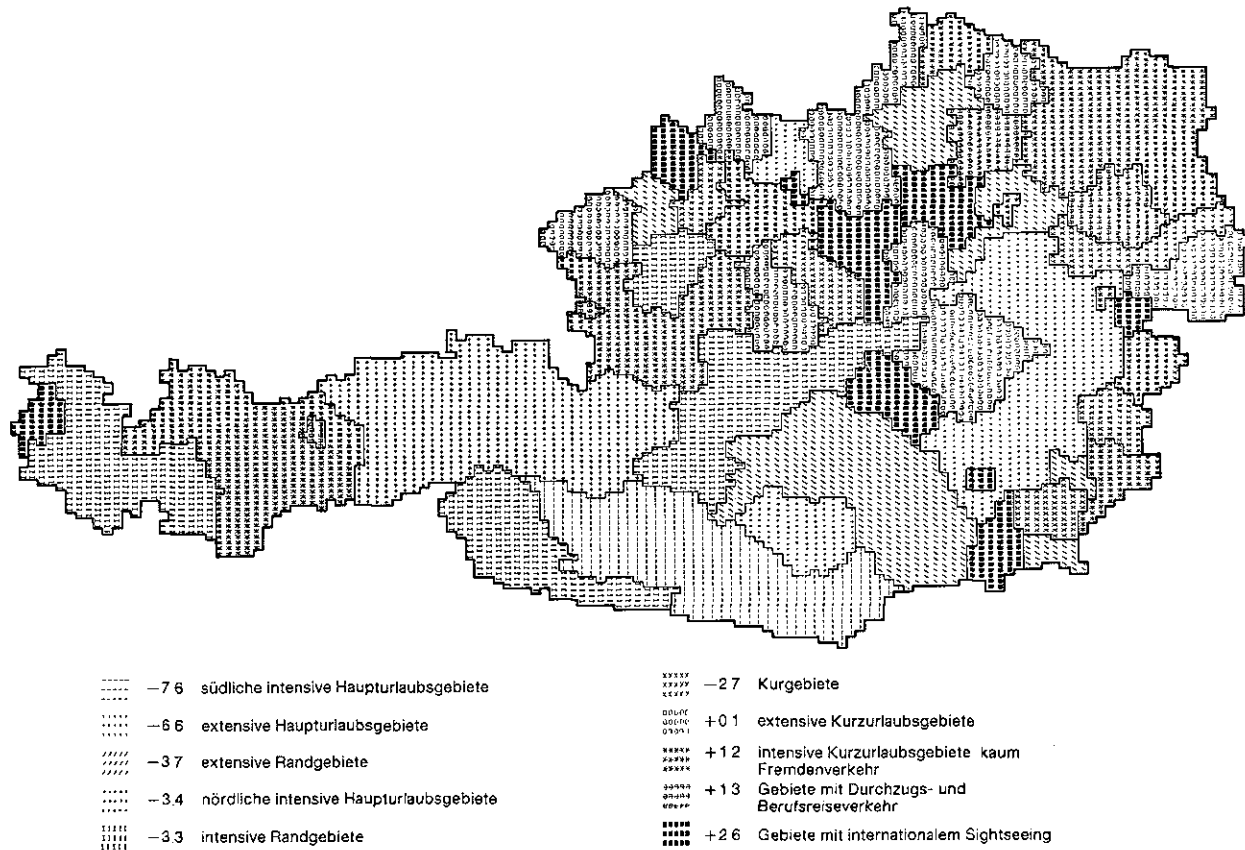 −7 6 südliche intensive Haupturlaubsgebiete
−6 6 extensive Haupturlaubsgebiete
−3 7 extensive Randgebiete
−3.4 nördliche intensive Haupturlaubsgebiete
−3.3 intensive Randgebiete
−2 7 Kurgebiete
+0 1 extensive Kurzurlaubsgebiete
+1 2 intensive Kurzurlaubsgebiete kaum
Fremdenverkehr
+1 3 Gebiete mit Durchzugs- und
Berufsreiseverkehr
+2 6 Gebiete mit internationalem Sightseeing